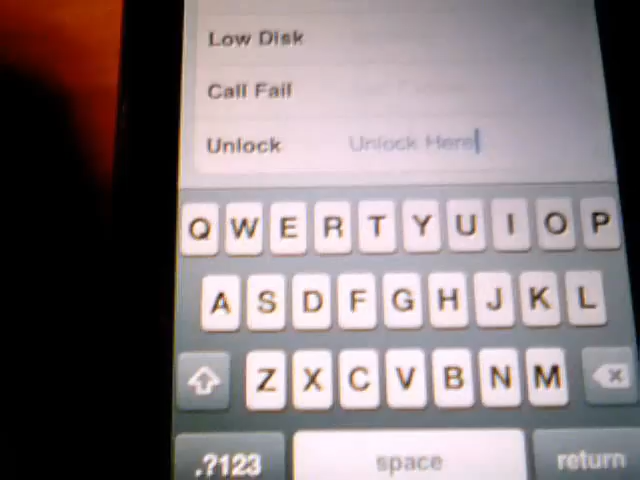 Low Disk
Call Fail
Unlock Unlock Here
Q W E R T Y U I O P
A S D F G H J K L
Z X C V B N M
.?123 space return